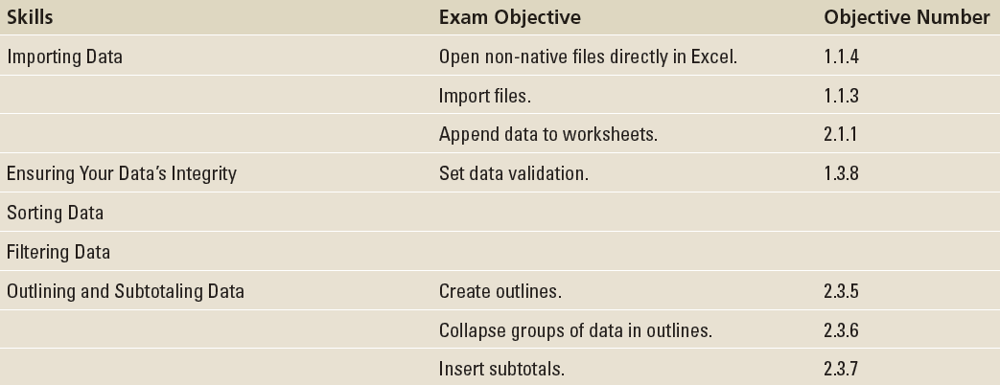 Skills Exam Objective Objective Number
Importing Data Open non-native files directly in Excel. 1.1.4
Import files. 1.1.3
Append data to worksheets. 2.1.1
Ensuring Your Data's Integrity Set data validation. 1.3.8
Sorting Data
Filtering Data
Outlining and Subtotaling Data Create outlines. 2.3.5
Collapse groups of data in outlines. 2.3.6
Insert subtotals. 2.3.7